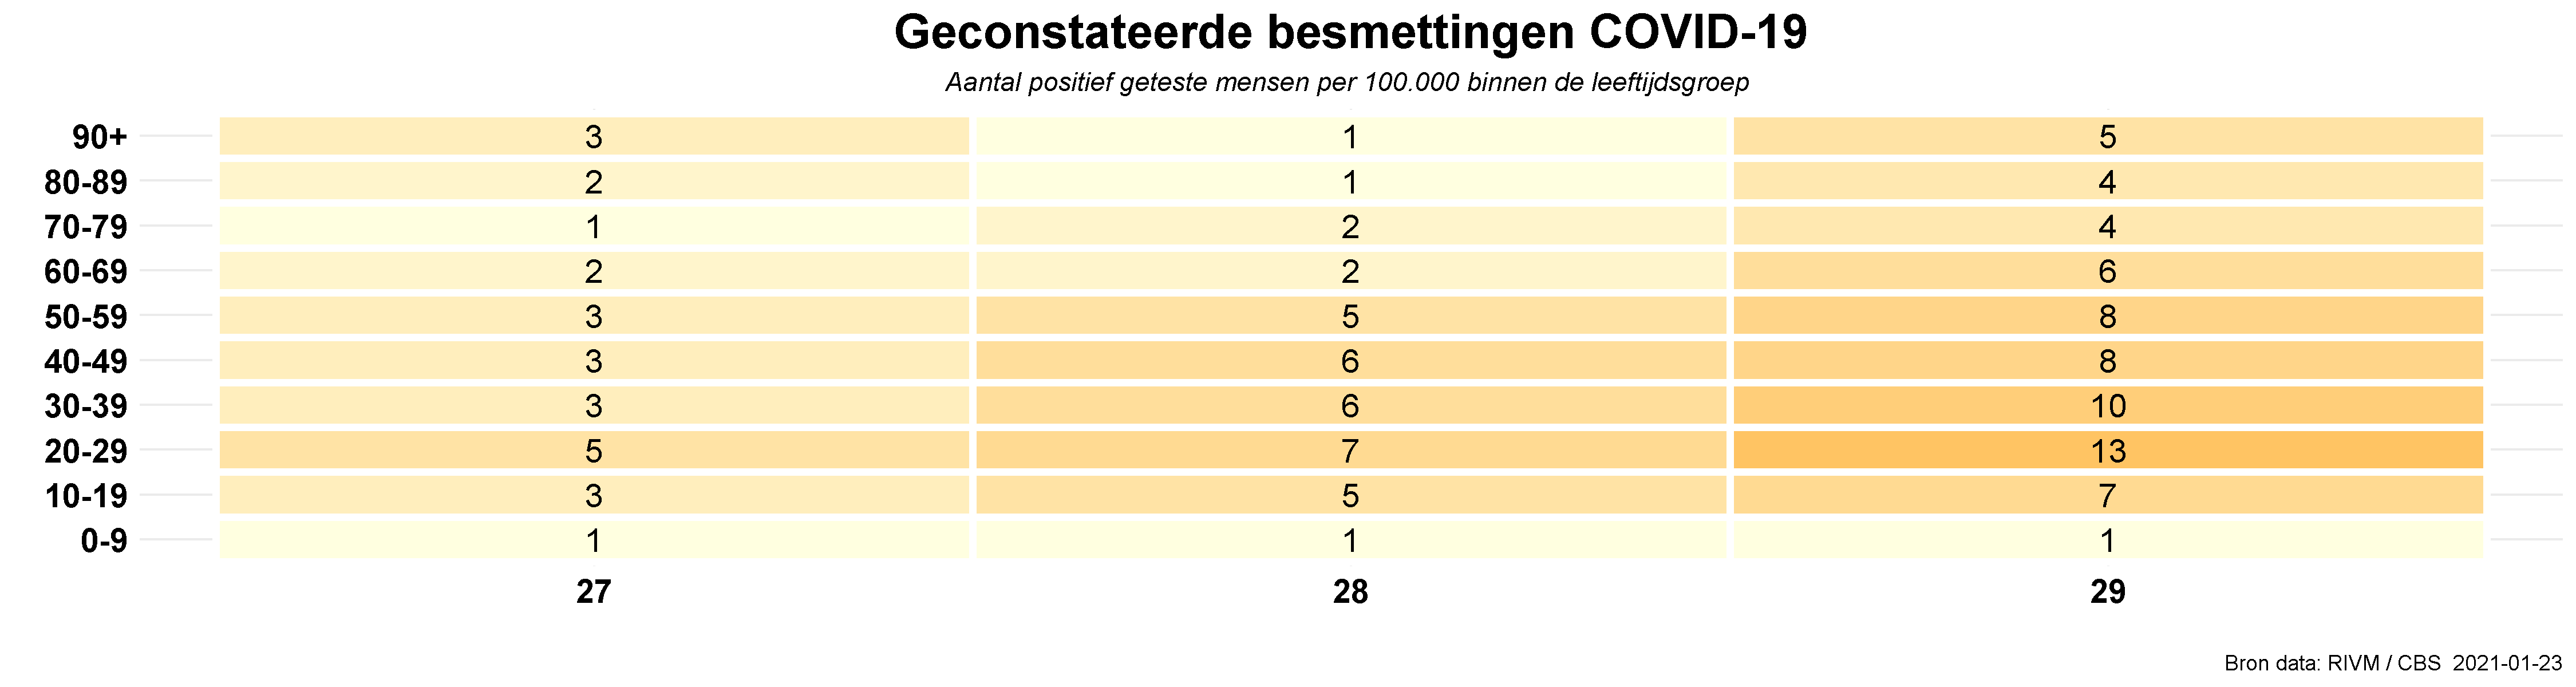 Geconstateerde besmettingen COVID-19
Aantal positief geteste mensen per 100.000 binnen de leeftijdsgroep
90+ 3 1 5
80-89 2 1 4
70-79 1 2 4
60-69 2 2 6
50-59 3 5 8
40-49 3 6 8
30-39 3 6 10
20-29 5 7 13
10-19 3 5 7
0-9 1 1 1
27 28 29
Bron data: RIVM / CBS 2021-01-23